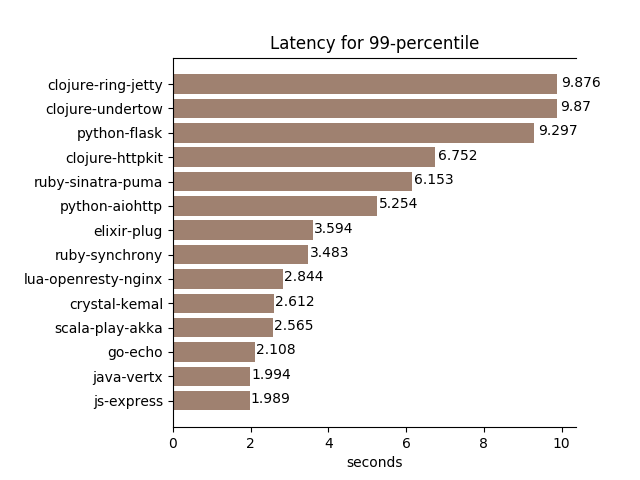 Latency for 99-percentile
clojure-ring-jetty 9.876
clojure-undertow 9.87
python-flask 9.297
clojure-httpkit 6.752
ruby-sinatra-puma 6.153
python-aiohttp 5.254
elixir-plug 3.594
ruby-synchrony 3.483
lua-openresty-nginx 2.844
crystal-kemal 2.612
scala-play-akka 2.565
go-echo 2.108
java-vertx 1.994
js-express 1.989
0 2 4 6 8 10
seconds